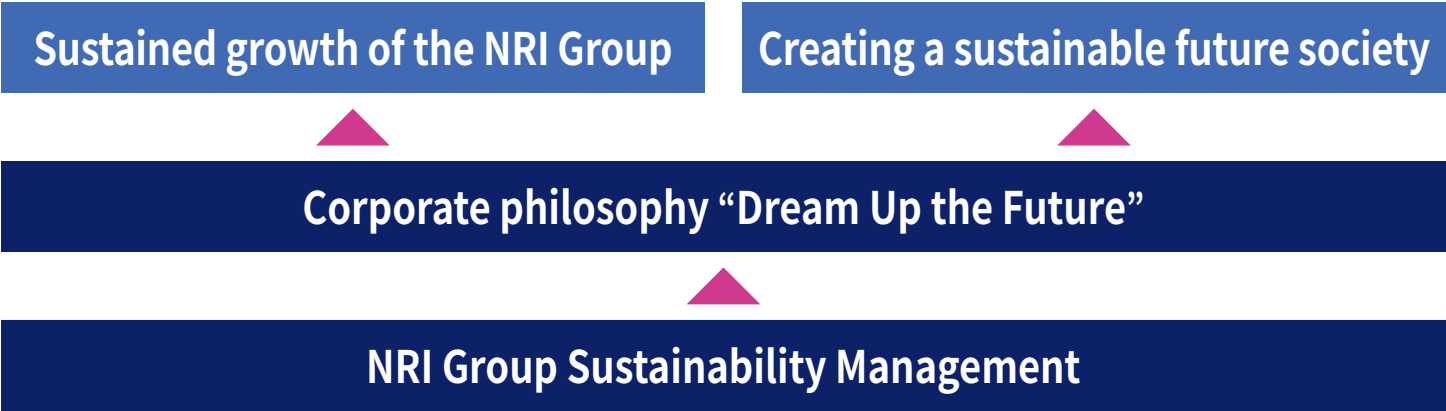 Sustained growth of the NRI Group
Creating a sustainable future society
Corporate philosophy “Dream Up the Future”
NRI Group Sustainability Management